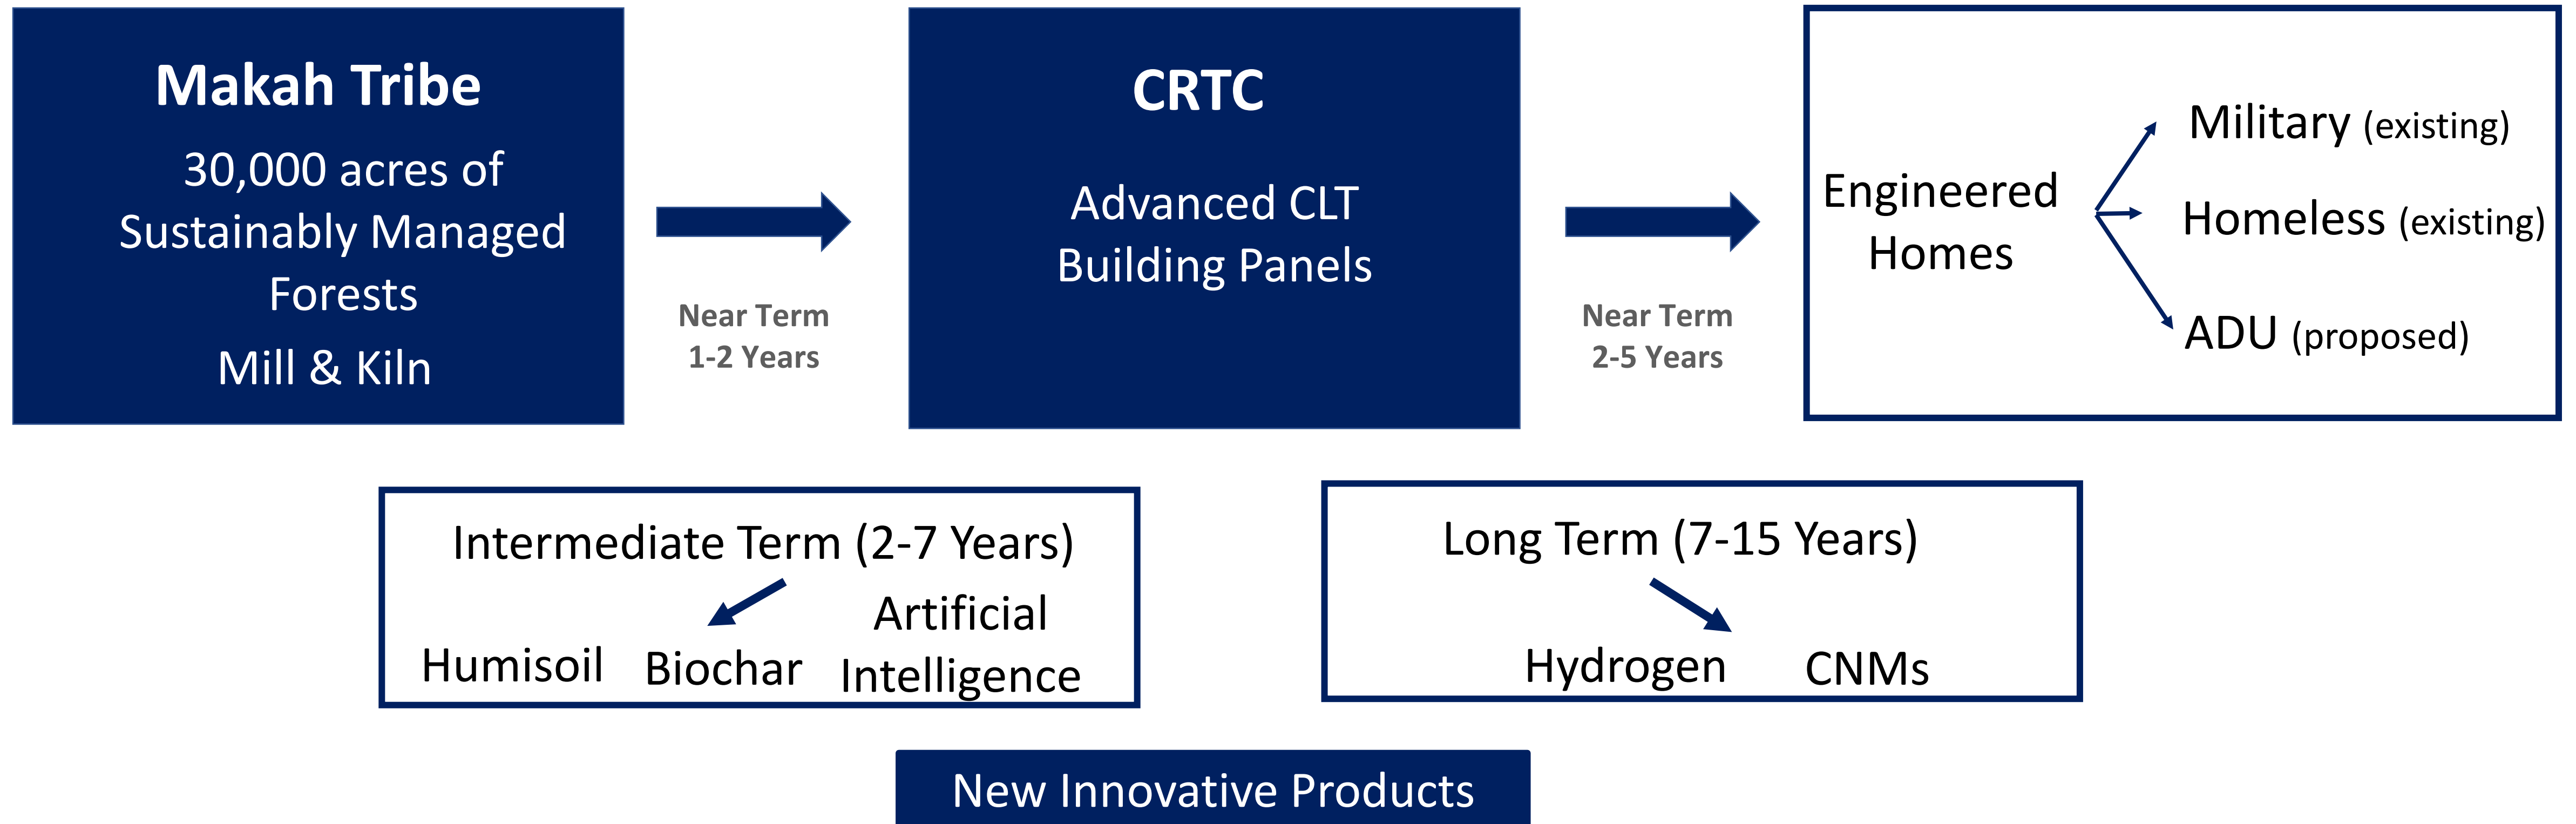 Makah Tribe
30,000 acres of
Sustainably Managed
Forests
Mill & Kiln
Near Term
1-2 Years
CRTC
Advanced CLT
Building Panels
Near Term
2-5 Years
Engineered
Homes
Military (existing)
Homeless (existing)
ADU (proposed)
Intermediate Term (2-7 Years)
Humisoil
Biochar
Artificial
Intelligence
Long Term (7-15 Years)
Hydrogen
CNMs
New Innovative Products